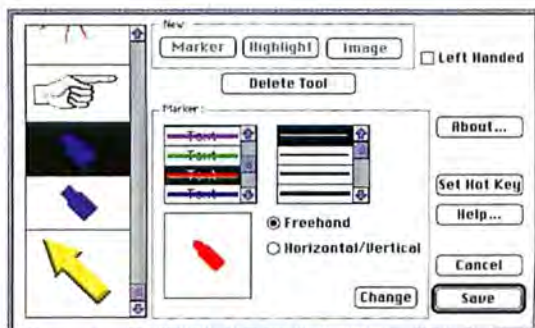 New
Marker Highlight Image
Left Handed
Delete Tool
Marker:
Text
Text
Text
Text
About...
Set Hot Key
Help...
Freehand
Horizontal/Vertical
Cancel
Change
Save